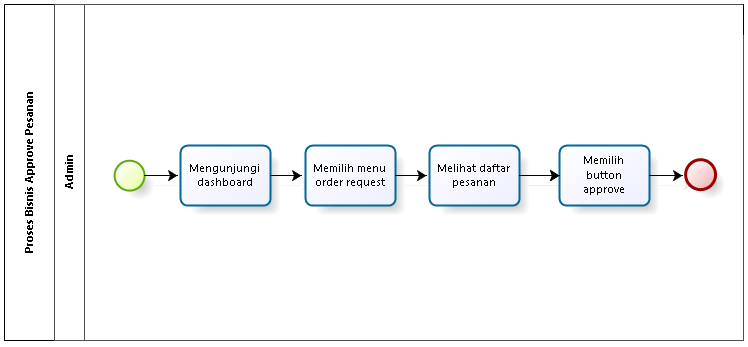 Proses Bisnis Approve Pesanan
Admin
Mengunjungi
dashboard
Memilih menu
order request
Melihat daftar
pesanan
Memilih
button
approve